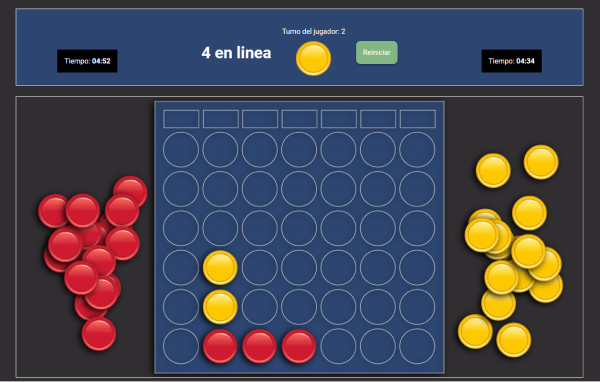 Turno del jugador: 2
4 en linea
Reiniciar
Tiempo: 04:52
Tiempo: 04:34